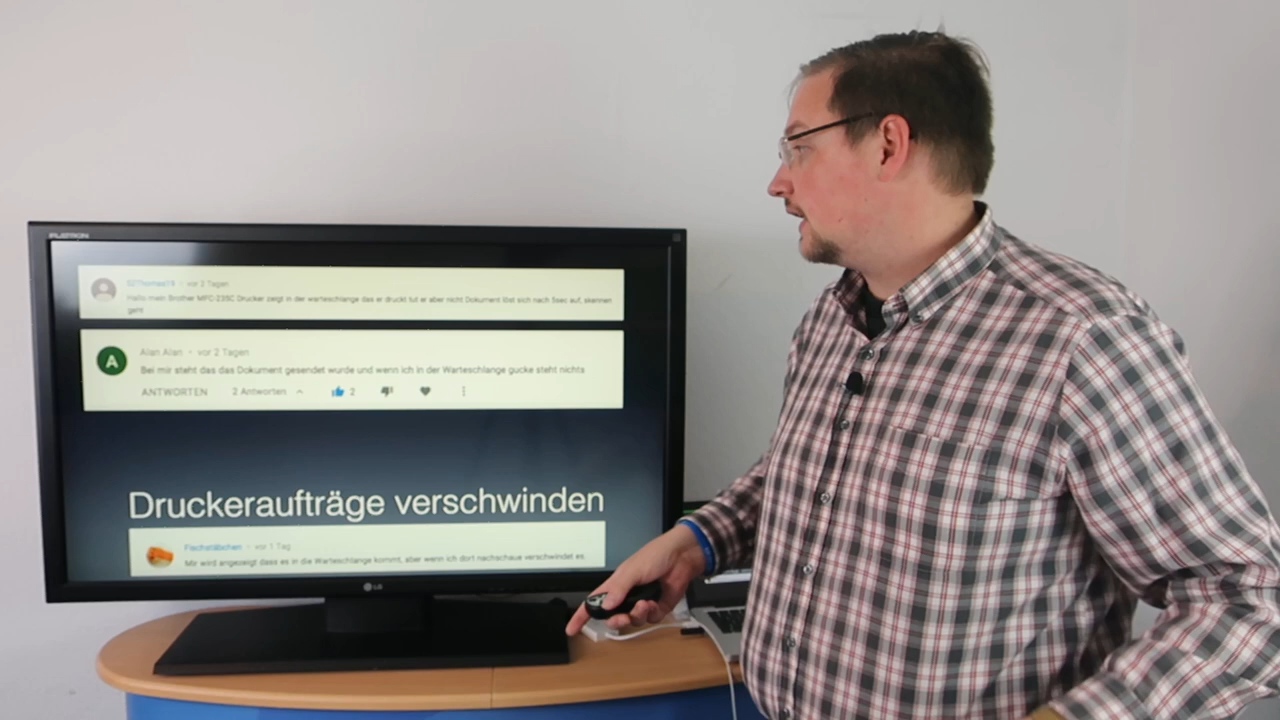 FLATRON
527homas78 • vor 2 Tagen
Hallo mein Brother MFC-235C Drucker zeigt in der warteschlange das er druckt tut er aber nicht Dokument löst sich nach 5sec auf, skannen
geht
A
Alan Alan • vor 2 Tagen
Bei mir steht das das Dokument gesendet wurde und wenn ich in der Warteschlange gucke steht nichts
ANTWORTEN 2 Antworten 2
Druckeraufträge verschwinden
Fischstäbchen • vor 1 Tag
Mir wird angezeigt dass es in die Warteschlange kommt, aber wenn ich dort nachschaue verschwindet es.
LG